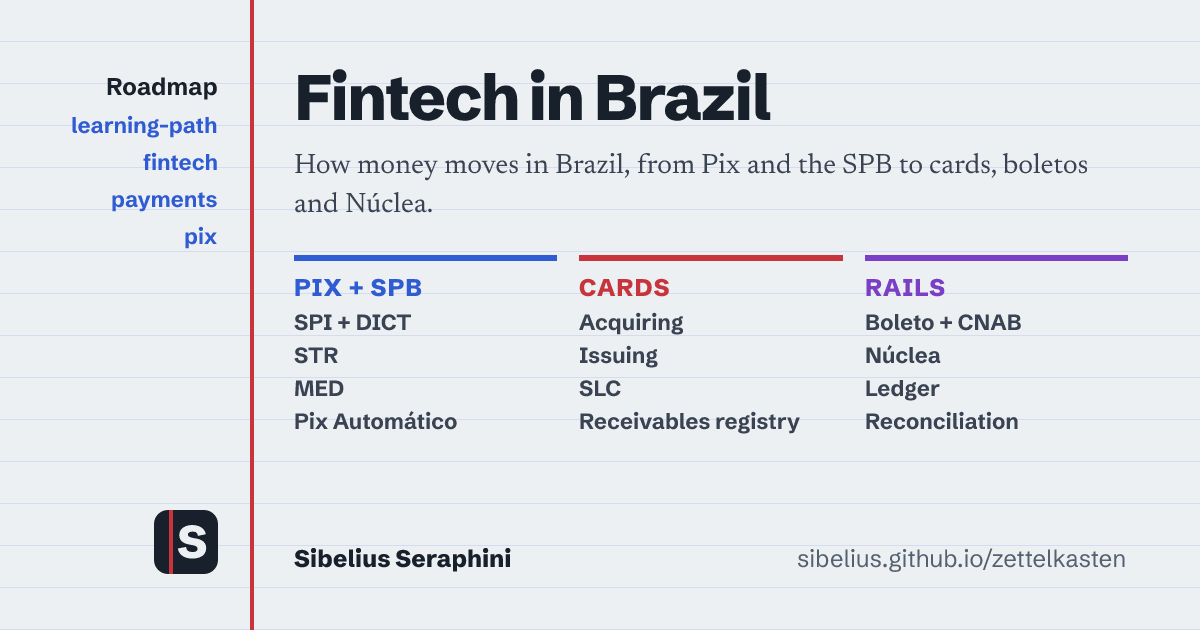 Roadmap
learning-path
fintech
payments
pix
Fintech in Brazil
How money moves in Brazil, from Pix and the SPB to cards, boletos
and Núclea.
PIX + SPB
SPI + DICT
STR
MED
Pix Automático
CARDS
Acquiring
Issuing
SLC
Receivables registry
RAILS
Boleto + CNAB
Núclea
Ledger
Reconciliation
S
Sibelius Seraphini
sibelius.github.io/zettelkasten